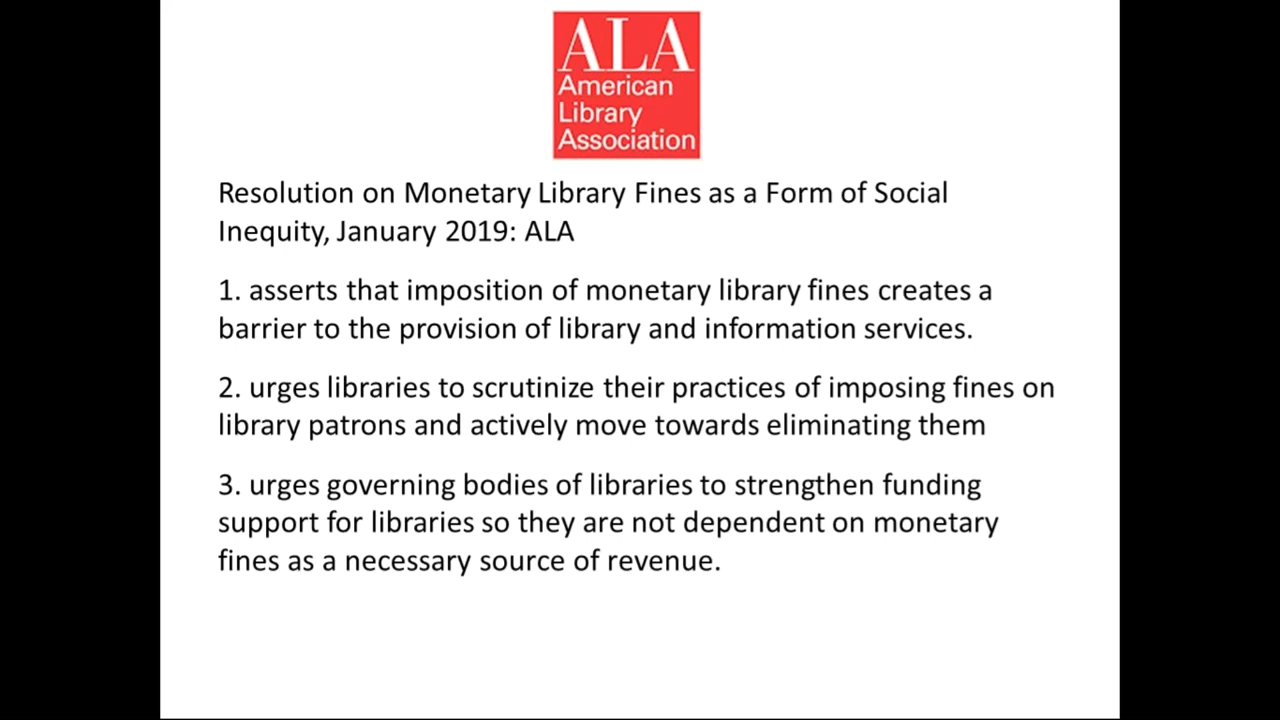 ALA
American
Library
Association
Resolution on Monetary Library Fines as a Form of Social
Inequity, January 2019: ALA
1. asserts that imposition of monetary library fines creates a
barrier to the provision of library and information services.
2. urges libraries to scrutinize their practices of imposing fines on
library patrons and actively move towards eliminating them
3. urges governing bodies of libraries to strengthen funding
support for libraries so they are not dependent on monetary
fines as a necessary source of revenue.